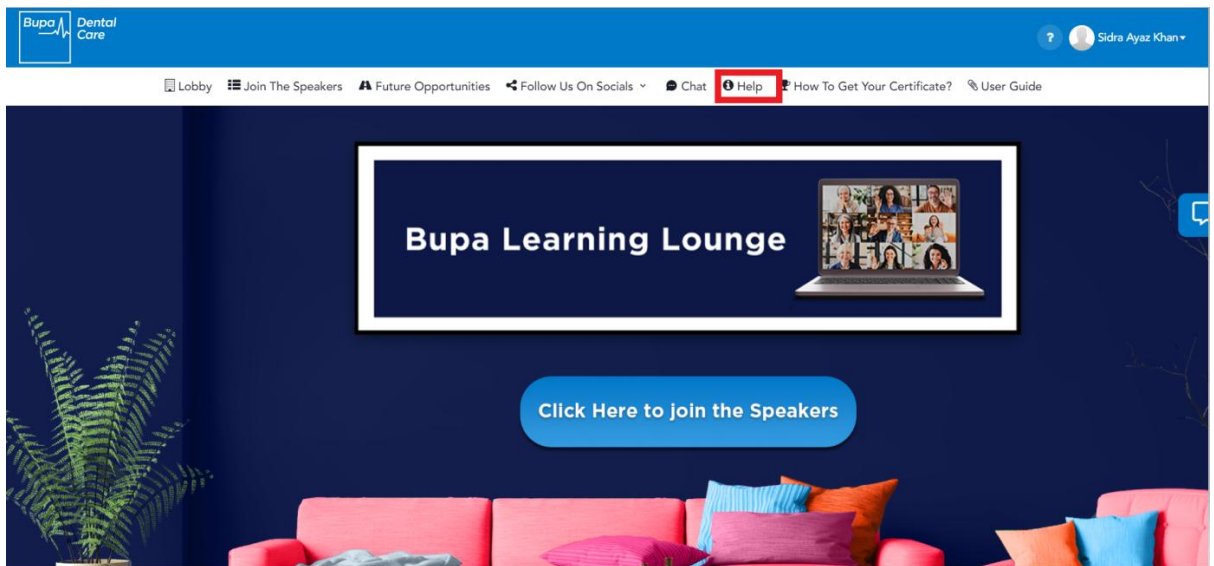 Bupa Dental
Care
?
Sidra Ayaz Khan
Lobby Join The Speakers Future Opportunities Follow Us On Socials Chat Help How To Get Your Certificate? User Guide
Bupa Learning Lounge
Click Here to join the Speakers